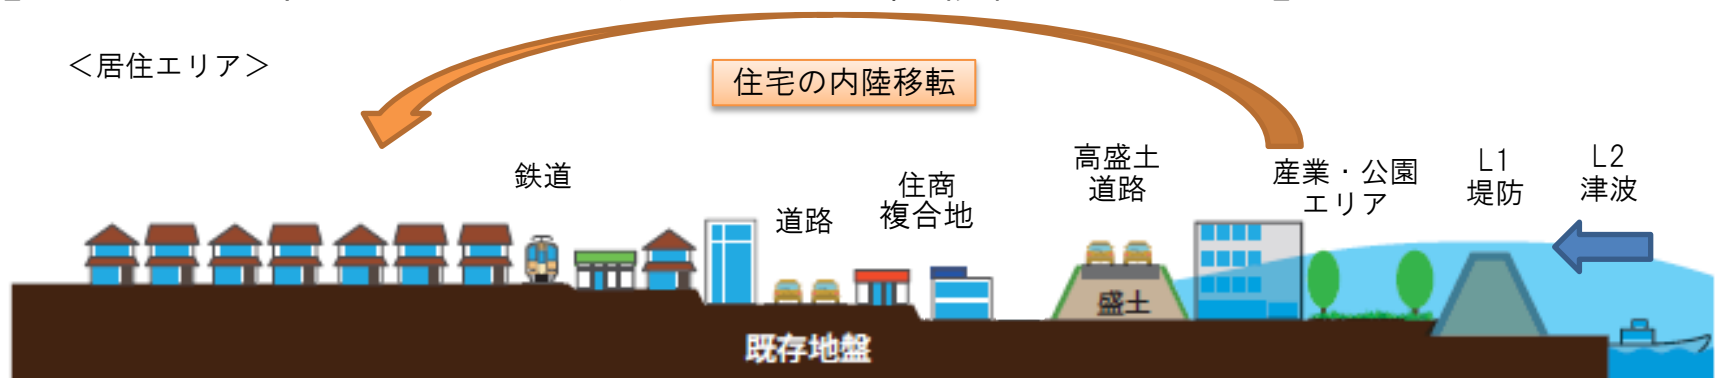 ＜居住エリア＞
住宅の内陸移転
鉄道
道路
住商
複合地
高盛土
道路
産業・公園
エリア
L1
堤防
L2
津波
盛土
既存地盤